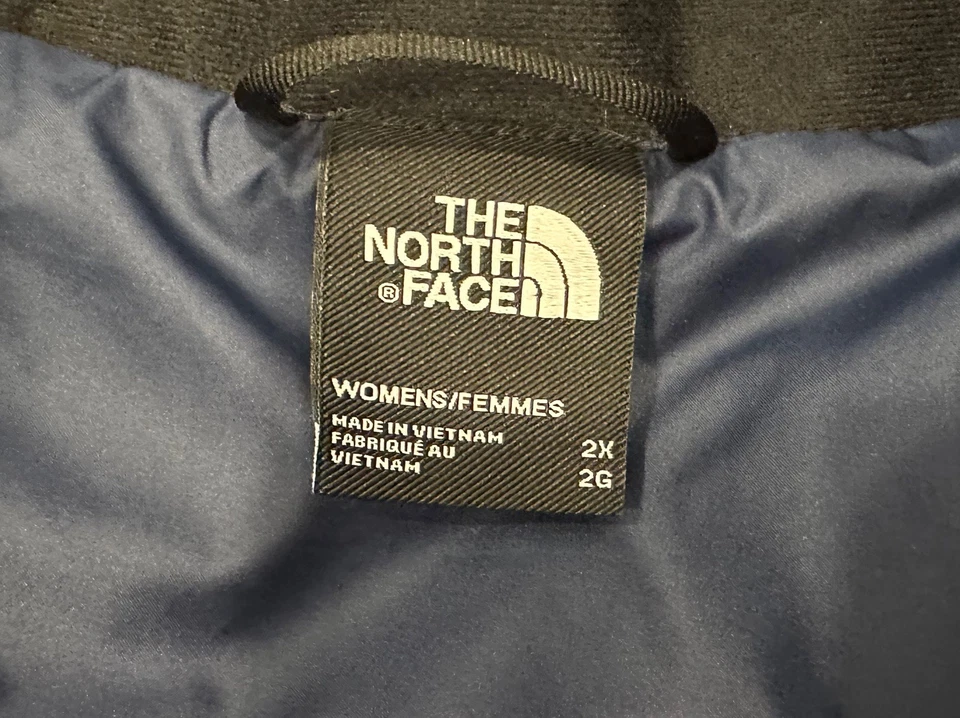 THE
NORTH
®FACE
WOMENS/FEMMES
MADE IN VIETNAM
FABRIQUÉ AU
VIETNAM
2X
2G